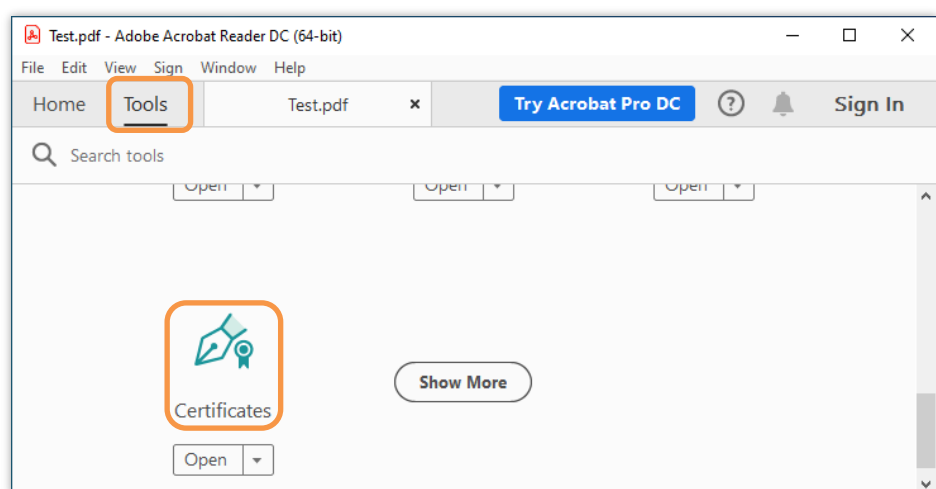 Test.pdf - Adobe Acrobat Reader DC (64-bit)
File Edit View Sign Window Help
Home Tools Test.pdf × Try Acrobat Pro DC ? Sign In
Search tools
Open Open Open
Show More
Certificates
Open